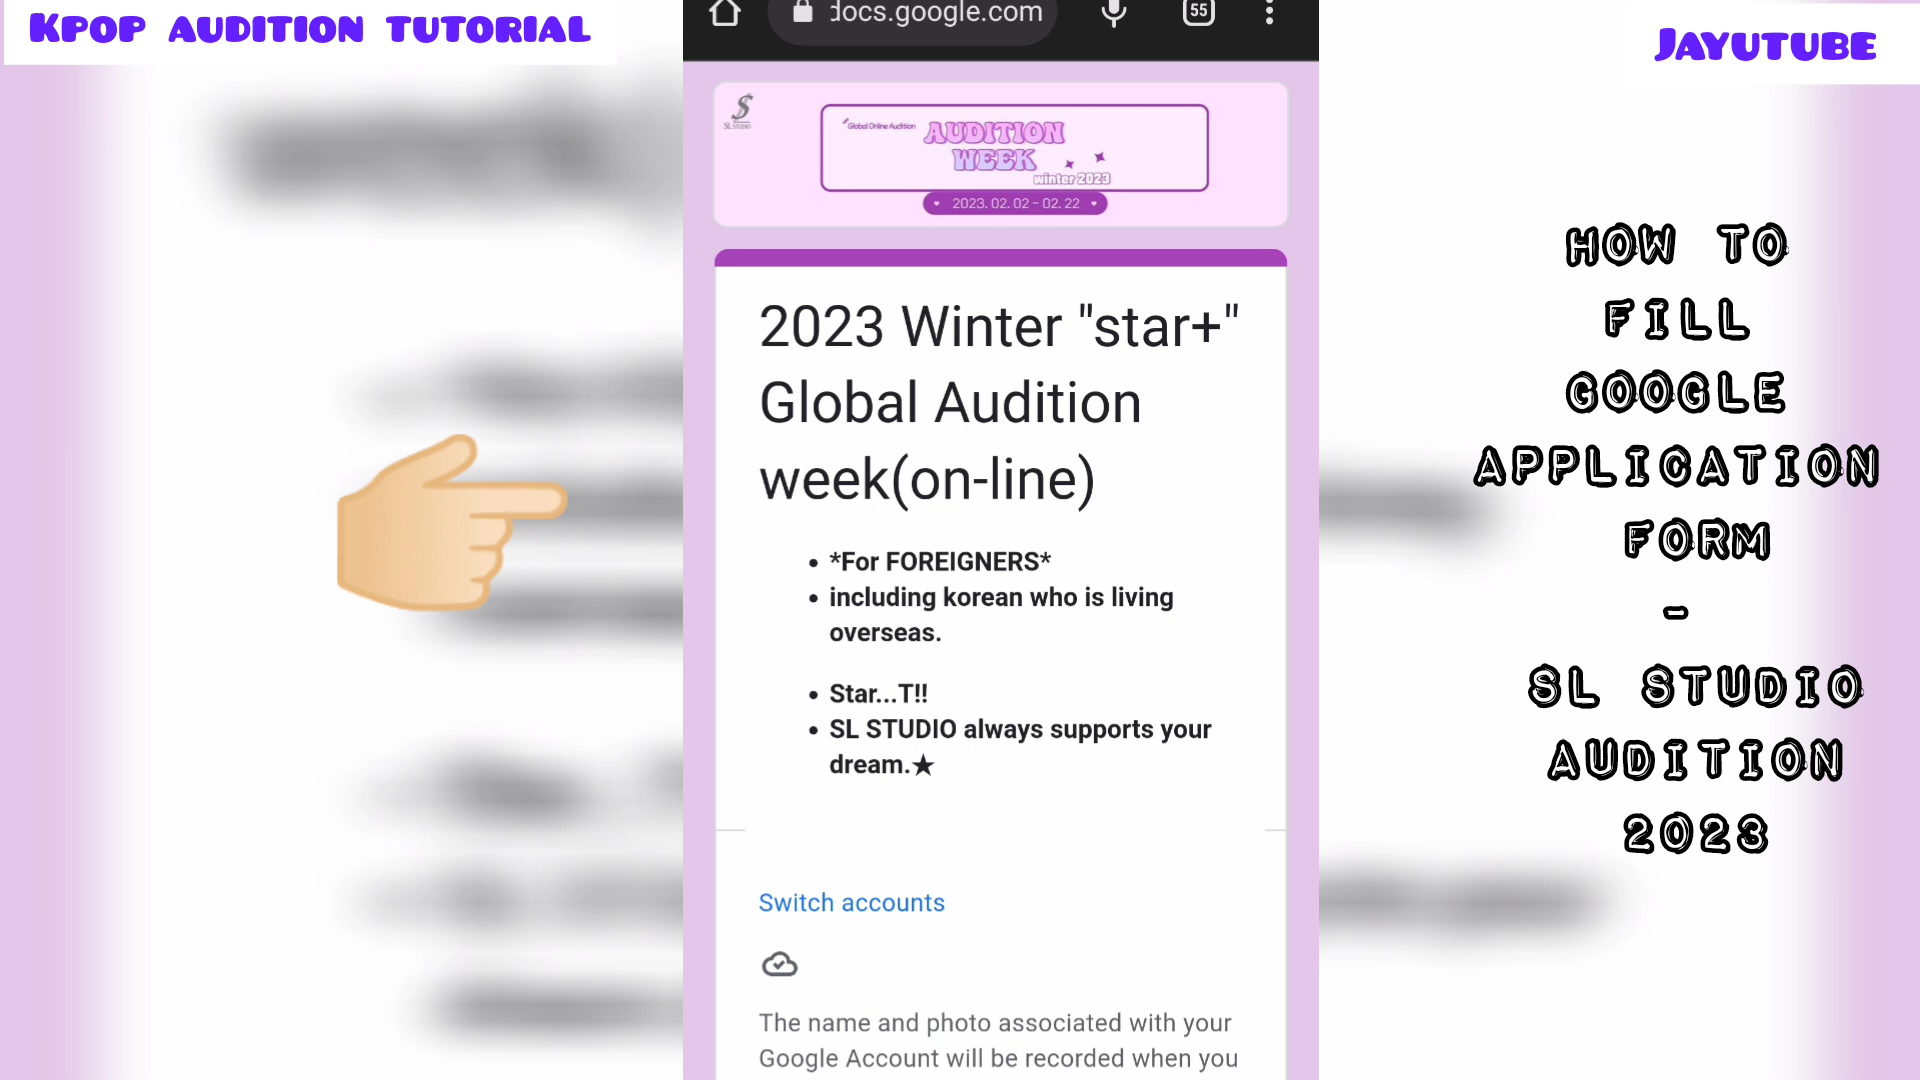 KPOP AUDITION TUTORIAL
docs.google.com
55
JAYUTUBE
SL STUDIO
Global Online Audition
AUDITION
WEEK
winter 2023
2023. 02. 02 – 02. 22
2023 Winter "star+"
Global Audition
week(on-line)
• *For FOREIGNERS*
• including korean who is living
overseas.
• Star...T!!
• SL STUDIO always supports your
dream.★
Switch accounts
The name and photo associated with your
Google Account will be recorded when you
HOW TO
FILL
GOOGLE
APPLICATION
FORM
-
SL STUDIO
AUDITION
2023